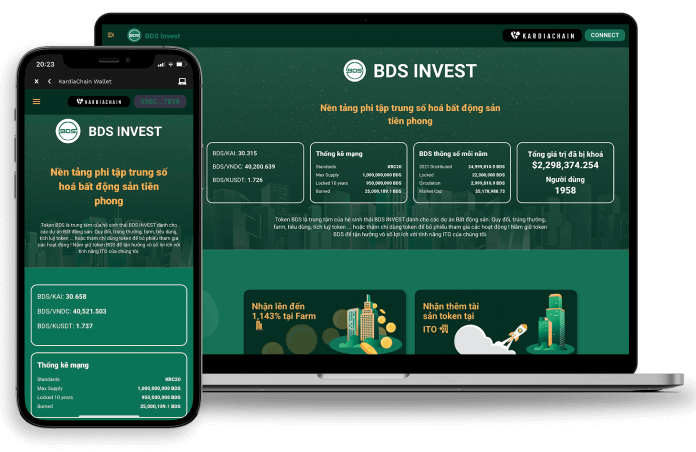 20:23
KardiaChain Wallet
KARDIACHAIN
BDS INVEST
Nền tảng phi tập trung số
hoá bất động sản tiên
phong
Token BDS là trung tâm của hệ sinh thái BDS INVEST dành cho
các dự án Bất động sản: Quy đổi, trúng thưởng, farm, tiêu dùng,
tích luỹ token ... hoặc thậm chí dùng token để bỏ phiếu tham gia
các hoạt động ! Nắm giữ token BDS để tận hưởng vô số lợi ích với
tính năng ITO của chúng tôi.
BDS/KAI: 30.658
BDS/VNDC: 40,521.503
BDS/KUSDT: 1.737
Thống kê mạng
Standards KRC20
Max Supply 1,000,000,000 BDS
Locked 10 years 950,000,000 BDS
Burned 25,000,189.1 BDS
BDS Invest
KARDIACHAIN
CONNECT
BDS INVEST
Nền tảng phi tập trung số hoá bất động sản
tiên phong
BDS/KAI: 30.315
BDS/VNDC: 40,200.639
BDS/KUSDT: 1.726
Thống kê mạng
Standards KRC20
Max Supply 1,000,000,000 BDS
Locked 10 years 950,000,000 BDS
Burned 25,000,189.1 BDS
BDS thông số mỗi năm
2021 Distributed 24,999,810.9 BDS
Locked 22,000,000 BDS
Circulation 2,999,810.9 BDS
Market Cap $5,178,986.73
Tổng giá trị đã bị khoá
$2,298,374.254
Người dùng
1958
Token BDS là trung tâm của hệ sinh thái BDS INVEST dành cho các dự án Bất động sản: Quy đổi, trúng thưởng,
farm, tiêu dùng, tích luỹ token ... hoặc thậm chí dùng token để bỏ phiếu tham gia các hoạt động ! Nắm giữ token
BDS để tận hưởng vô số lợi ích với tính năng ITO của chúng tôi.
Nhận lên đến
1,143% tại Farm
Nhận thêm tài
sản token tại
ITO